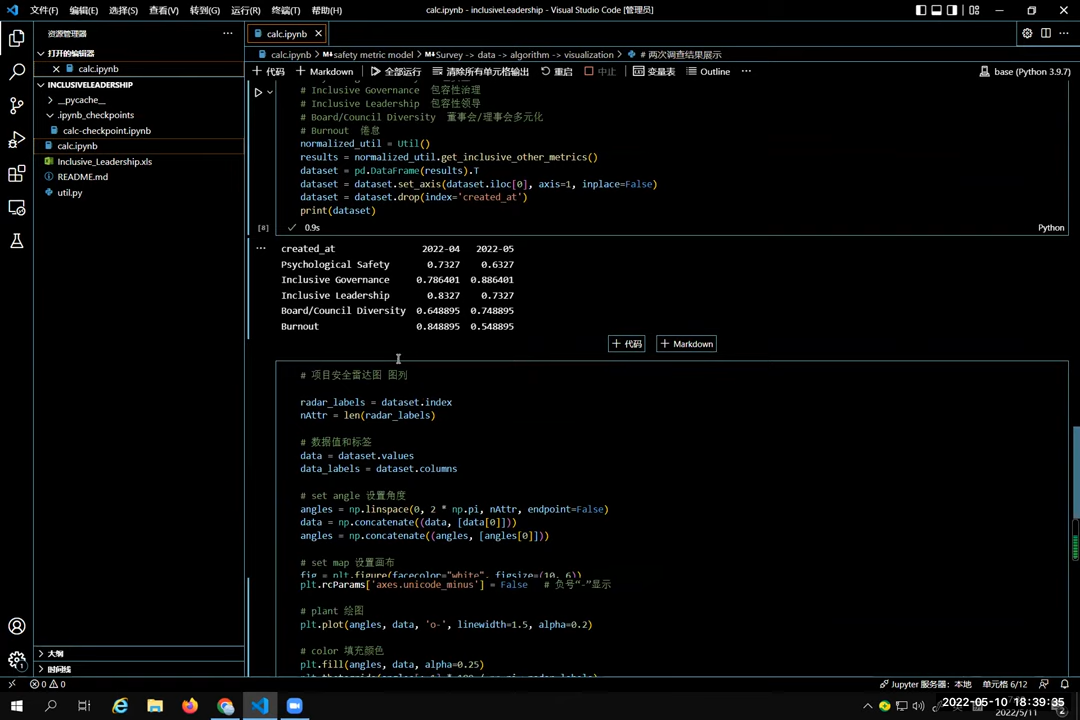 文件(F) 编辑(E) 选择(S) 查看(V) 转到(G) 运行(R) 终端(T) 帮助(H)
calc.ipynb - inclusiveLeadership - Visual Studio Code [管理员]
资源管理器
打开的编辑器
calc.ipynb
INCLUSIVELEADERSHIP
__pycache__
.ipynb_checkpoints
calc-checkpoint.ipynb
calc.ipynb
Inclusive_Leadership.xls
README.md
util.py
大纲
时间线
calc.ipynb
calc.ipynb > safety metric model > Survey -> data -> algorithm -> visualization > # 两次调查结果展示
代码 Markdown 全部运行 清除所有单元格输出 重启 中止 变量表 Outline
base (Python 3.9.7)
# Inclusive Governance 包容性治理
# Inclusive Leadership 包容性领导
# Board/Council Diversity 董事会/理事会多元化
# Burnout 倦怠
normalized_util = Util()
results = normalized_util.get_inclusive_other_metrics()
dataset = pd.DataFrame(results).T
dataset = dataset.set_axis(dataset.iloc[0], axis=1, inplace=False)
dataset = dataset.drop(index='created_at')
print(dataset)
[8] 0.9s Python
created_at 2022-04 2022-05
Psychological Safety 0.7327 0.6327
Inclusive Governance 0.786401 0.886401
Inclusive Leadership 0.8327 0.7327
Board/Council Diversity 0.648895 0.748895
Burnout 0.848895 0.548895
代码 Markdown
# 项目安全雷达图 图列
radar_labels = dataset.index
nAttr = len(radar_labels)
# 数据值和标签
data = dataset.values
data_labels = dataset.columns
# set angle 设置角度
angles = np.linspace(0, 2 * np.pi, nAttr, endpoint=False)
data = np.concatenate((data, [data[0]]))
angles = np.concatenate((angles, [angles[0]]))
# set map 设置画布
fig = plt.figure(facecolor="white", figsize=(10, 6))
plt.rcParams['axes.unicode_minus'] = False # 负号“-”显示
# plant 绘图
plt.plot(angles, data, 'o-', linewidth=1.5, alpha=0.2)
# color 填充颜色
plt.fill(angles, data, alpha=0.25)
0 0
Jupyter 服务器: 本地 单元格 6/12
2022-05-10 18:39:35
2022/5/11